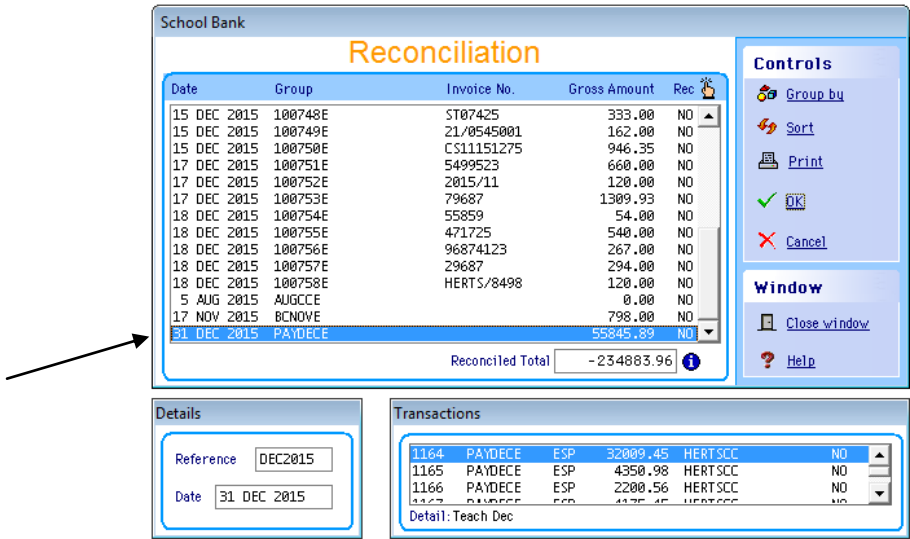 School Bank
Reconciliation
Date Group Invoice No. Gross Amount Rec
15 DEC 2015 100748E ST07425 333.00 NO
15 DEC 2015 100749E 21/0545001 162.00 NO
15 DEC 2015 100750E CS11151275 946.35 NO
17 DEC 2015 100751E 5499523 660.00 NO
17 DEC 2015 100752E 2015/11 120.00 NO
17 DEC 2015 100753E 79687 1309.93 NO
18 DEC 2015 100754E 55859 54.00 NO
18 DEC 2015 100755E 471725 540.00 NO
18 DEC 2015 100756E 96874123 267.00 NO
18 DEC 2015 100757E 29687 294.00 NO
18 DEC 2015 100758E HERTS/8498 120.00 NO
5 AUG 2015 AUGCCE 0.00 NO
17 NOV 2015 BCNOVE 798.00 NO
31 DEC 2015 PAYDECE 55845.89 NO
Reconciled Total -234883.96
Controls
Group by
Sort
Print
OK
Cancel
Window
Close window
Help
Details
Reference DEC2015
Date 31 DEC 2015
Transactions
1164 PAYDECE ESP 32009.45 HERTSCC NO
1165 PAYDECE ESP 4350.98 HERTSCC NO
1166 PAYDECE ESP 2200.56 HERTSCC NO
Detail: Teach Dec